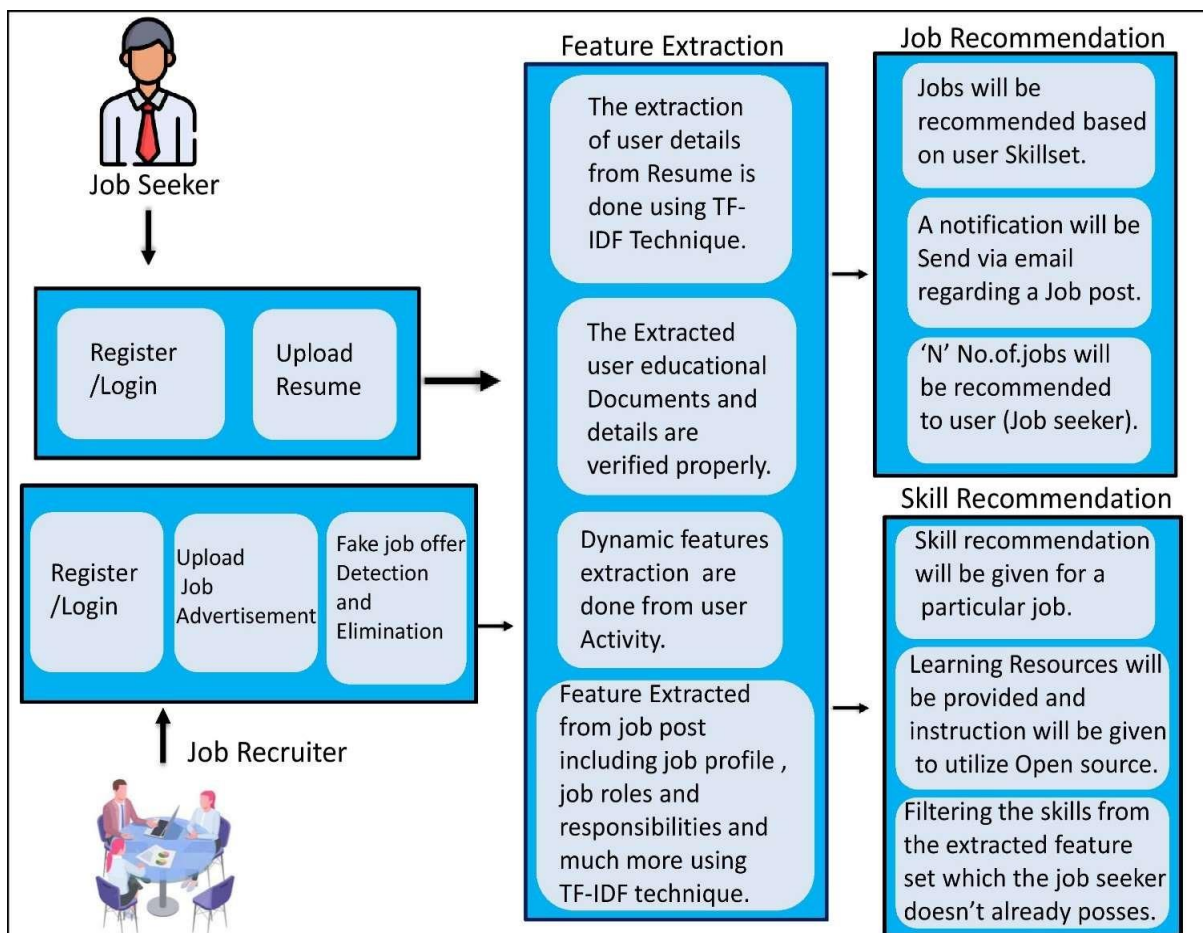 Job Seeker
Register
/Login
Upload
Resume
Register
/Login
Upload
Job
Advertisement
Fake job offer
Detection
and
Elimination
Job Recruiter
Feature Extraction
The extraction
of user details
from Resume is
done using TF-
IDF Technique.
The Extracted
user educational
Documents and
details are
verified properly.
Dynamic features
extraction are
done from user
Activity.
Feature Extracted
from job post
including job profile ,
job roles and
responsibilities and
much more using
TF-IDF technique.
Job Recommendation
Jobs will be
recommended based
on user Skillset.
A notification will be
Send via email
regarding a Job post.
‘N’ No.of.jobs will
be recommended
to user (Job seeker).
Skill Recommendation
Skill recommendation
will be given for a
particular job.
Learning Resources will
be provided and
instruction will be given
to utilize Open source.
Filtering the skills from
the extracted feature
set which the job seeker
doesn’t already posses.